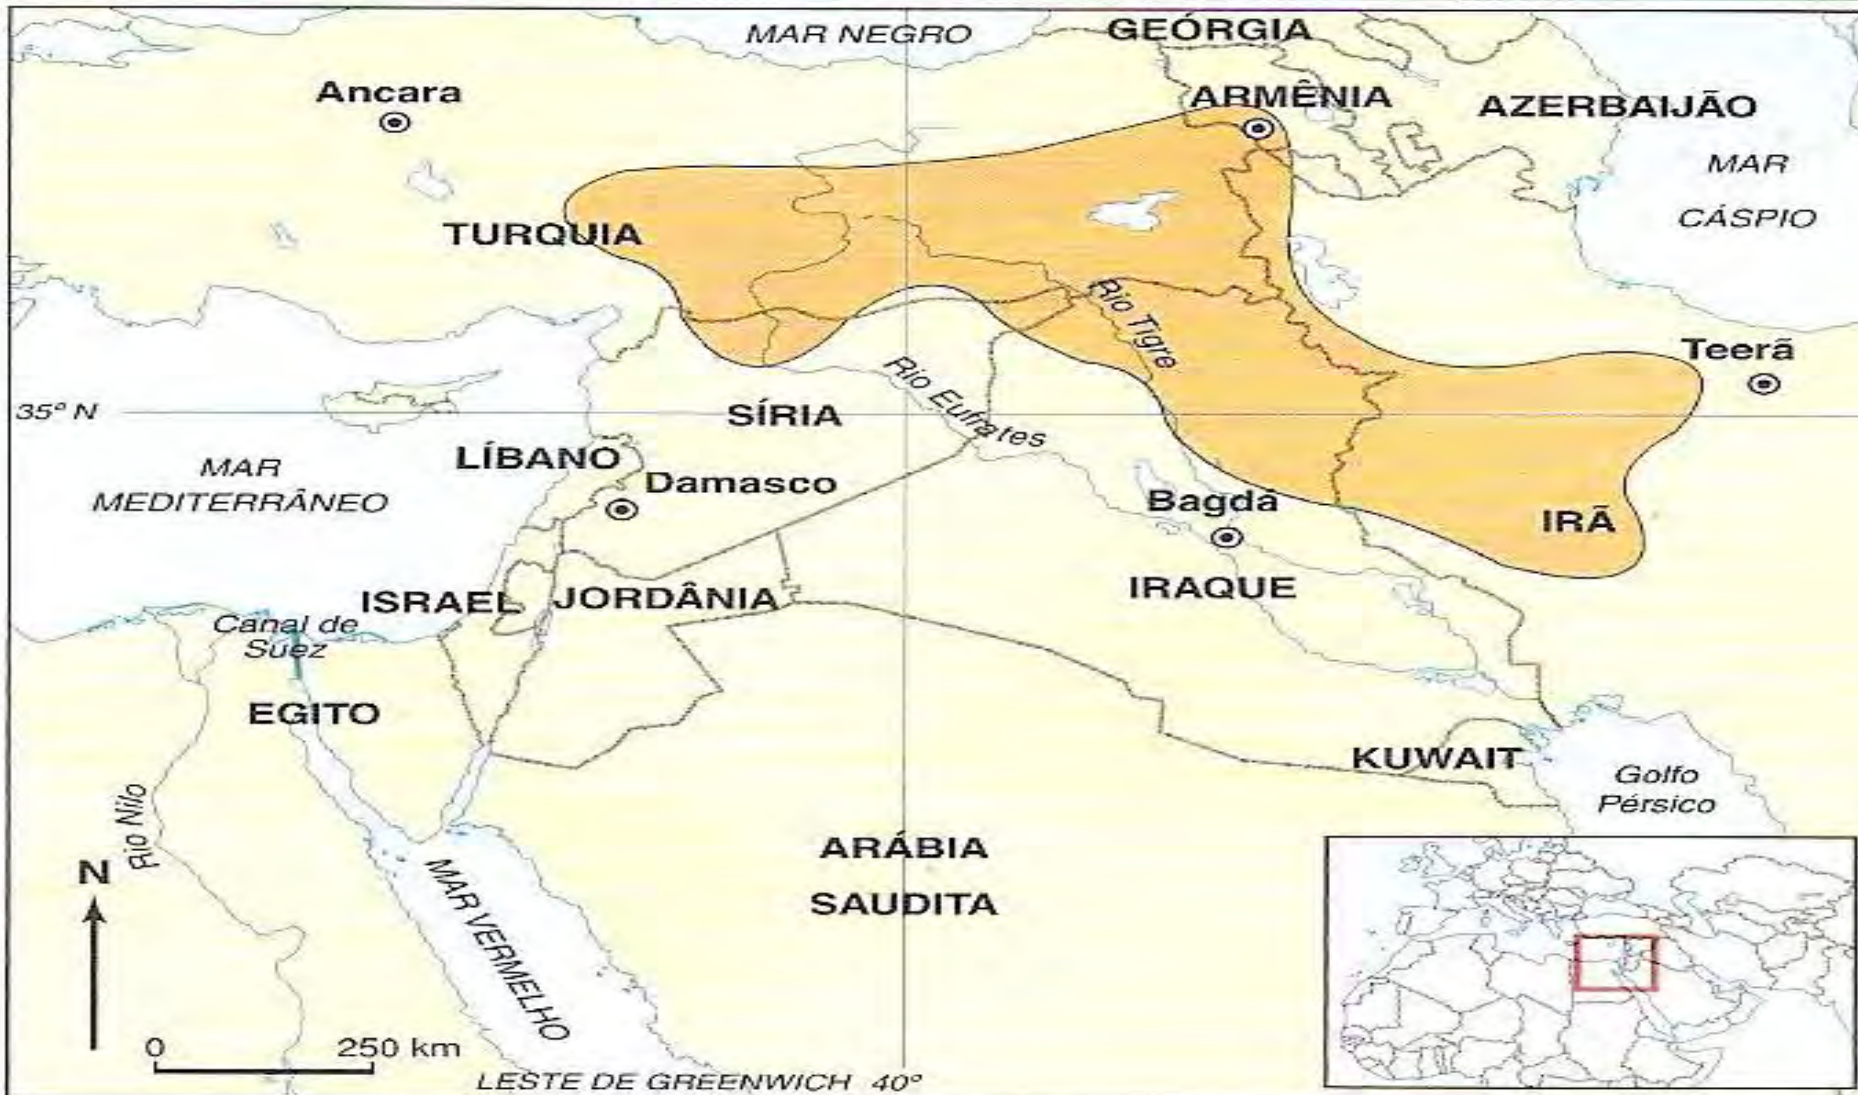 MAR NEGRO
GEÓRGIA
Ancara
ARMÊNIA
AZERBAIJÃO
MAR
CÁSPIO
TURQUIA
Rio Tigre
Teerã
Rio Eufrates
35º N
SÍRIA
LÍBANO
MAR
MEDITERRÂNEO
Damasco
Bagdá
IRÃ
IRAQUE
ISRAEL
JORDÂNIA
Canal de
Suez
EGITO
KUWAIT
Golfo
Pérsico
Rio Nilo
ARÁBIA
SAUDITA
N
MAR VERMELHO
0 250 km
LESTE DE GREENWICH 40º